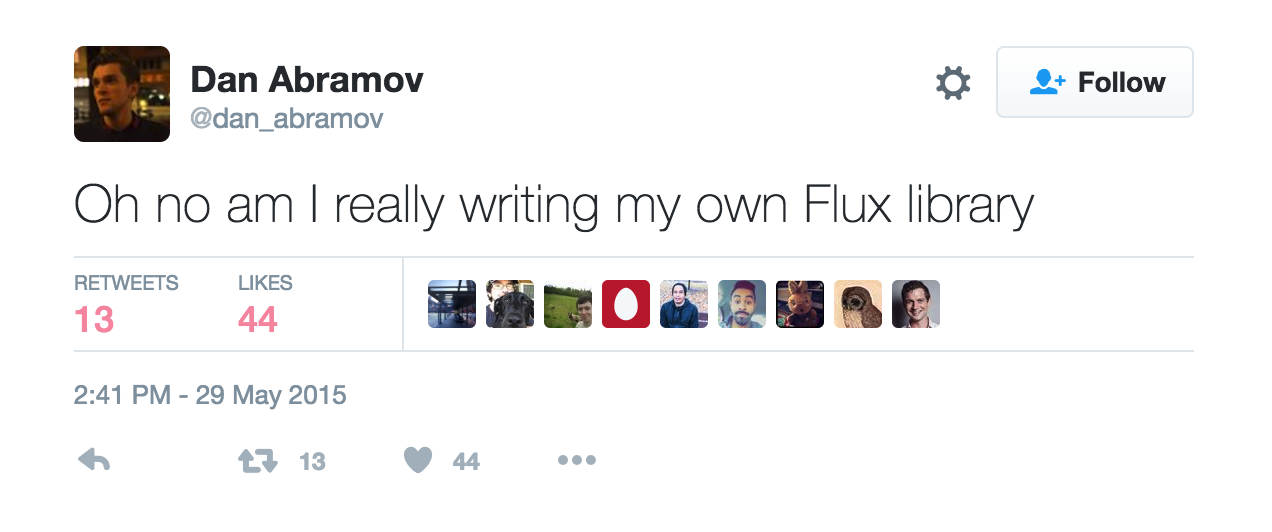 Dan Abramov
@dan_abramov
Follow
Oh no am I really writing my own Flux library
RETWEETS LIKES
13 44
2:41 PM - 29 May 2015
13 44